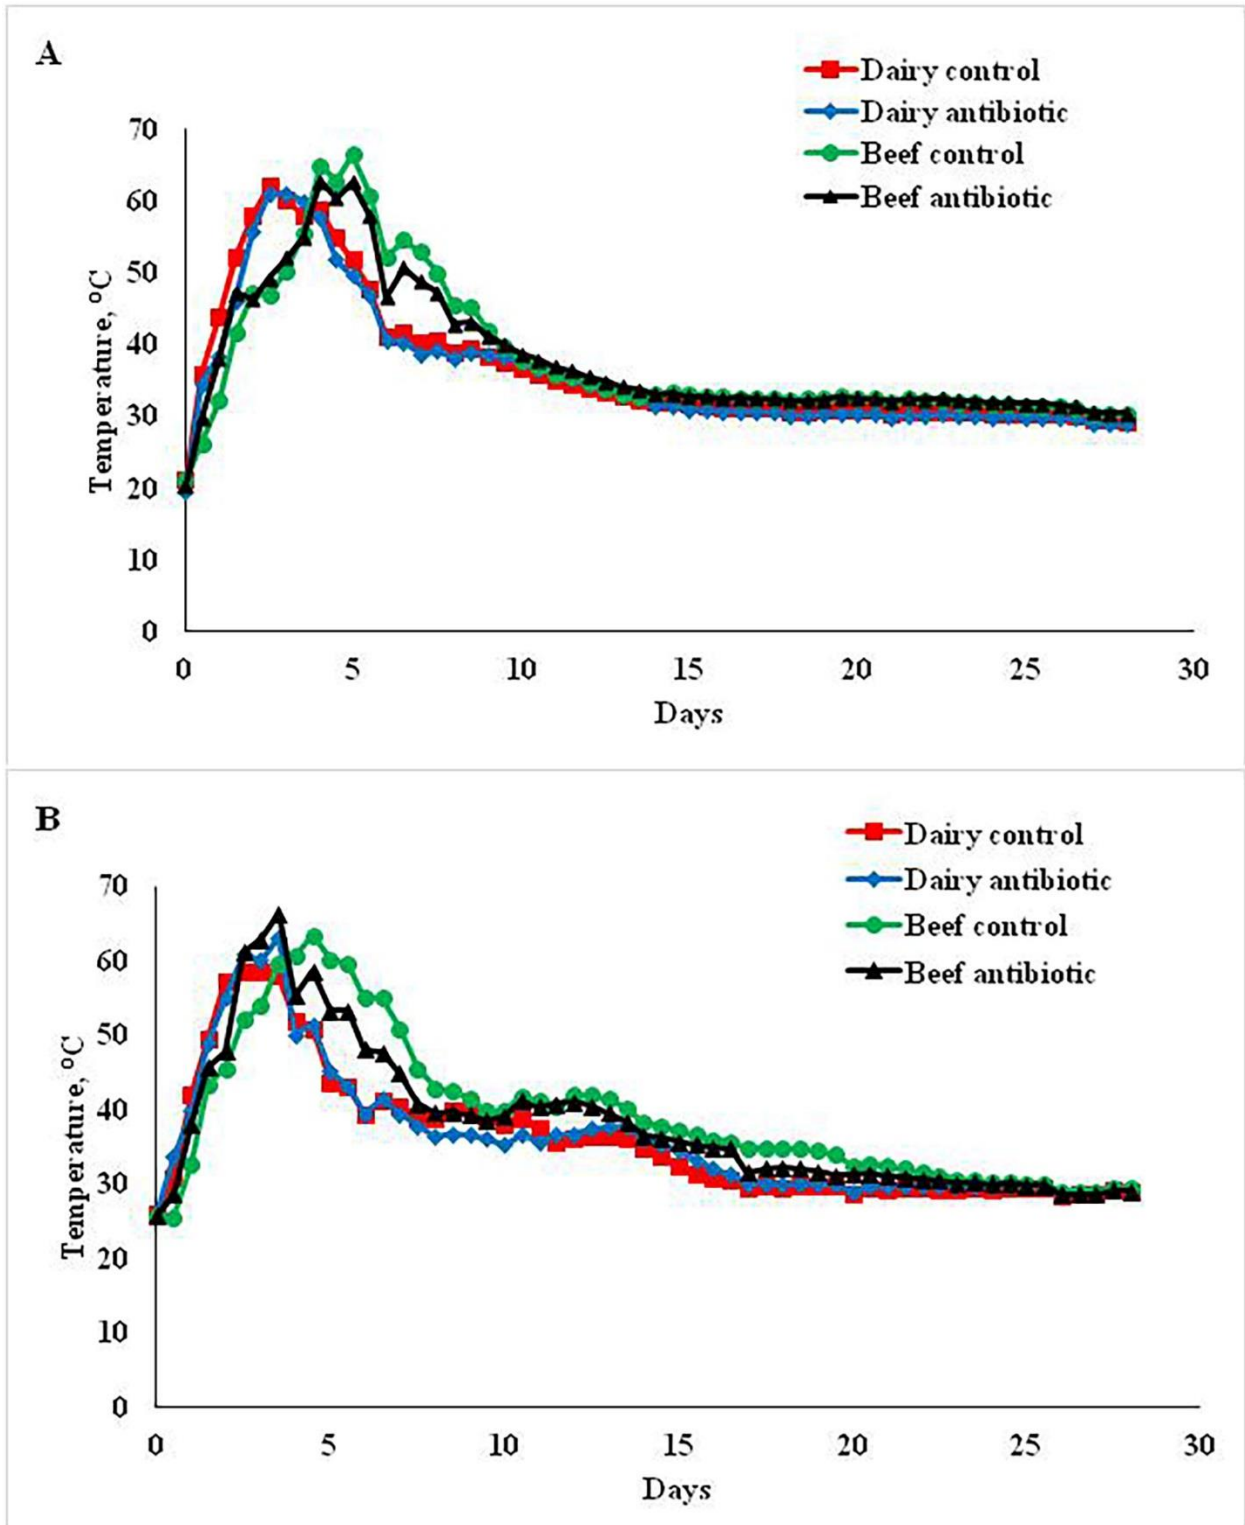 A
Dairy control
Dairy antibiotic
Beef control
Beef antibiotic
70
60
50
40
30
20
10
0
Temperature, °C
0 5 10 15 20 25 30
Days
B
Dairy control
Dairy antibiotic
Beef control
Beef antibiotic
70
60
50
40
30
20
10
0
Temperature, °C
0 5 10 15 20 25 30
Days